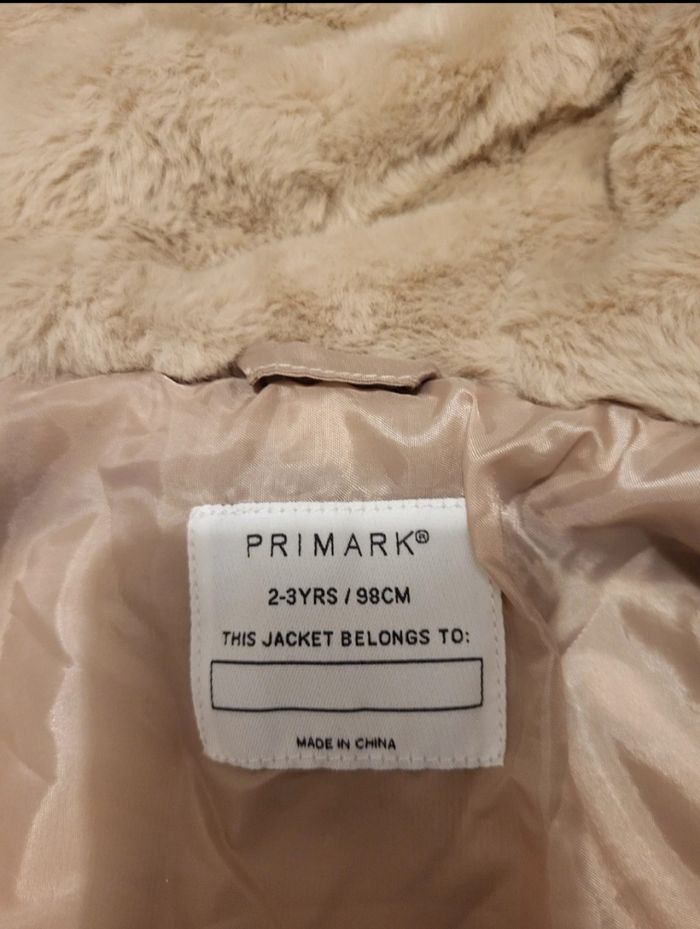 PRIMARK®
2-3YRS / 98CM
THIS JACKET BELONGS TO:
MADE IN CHINA